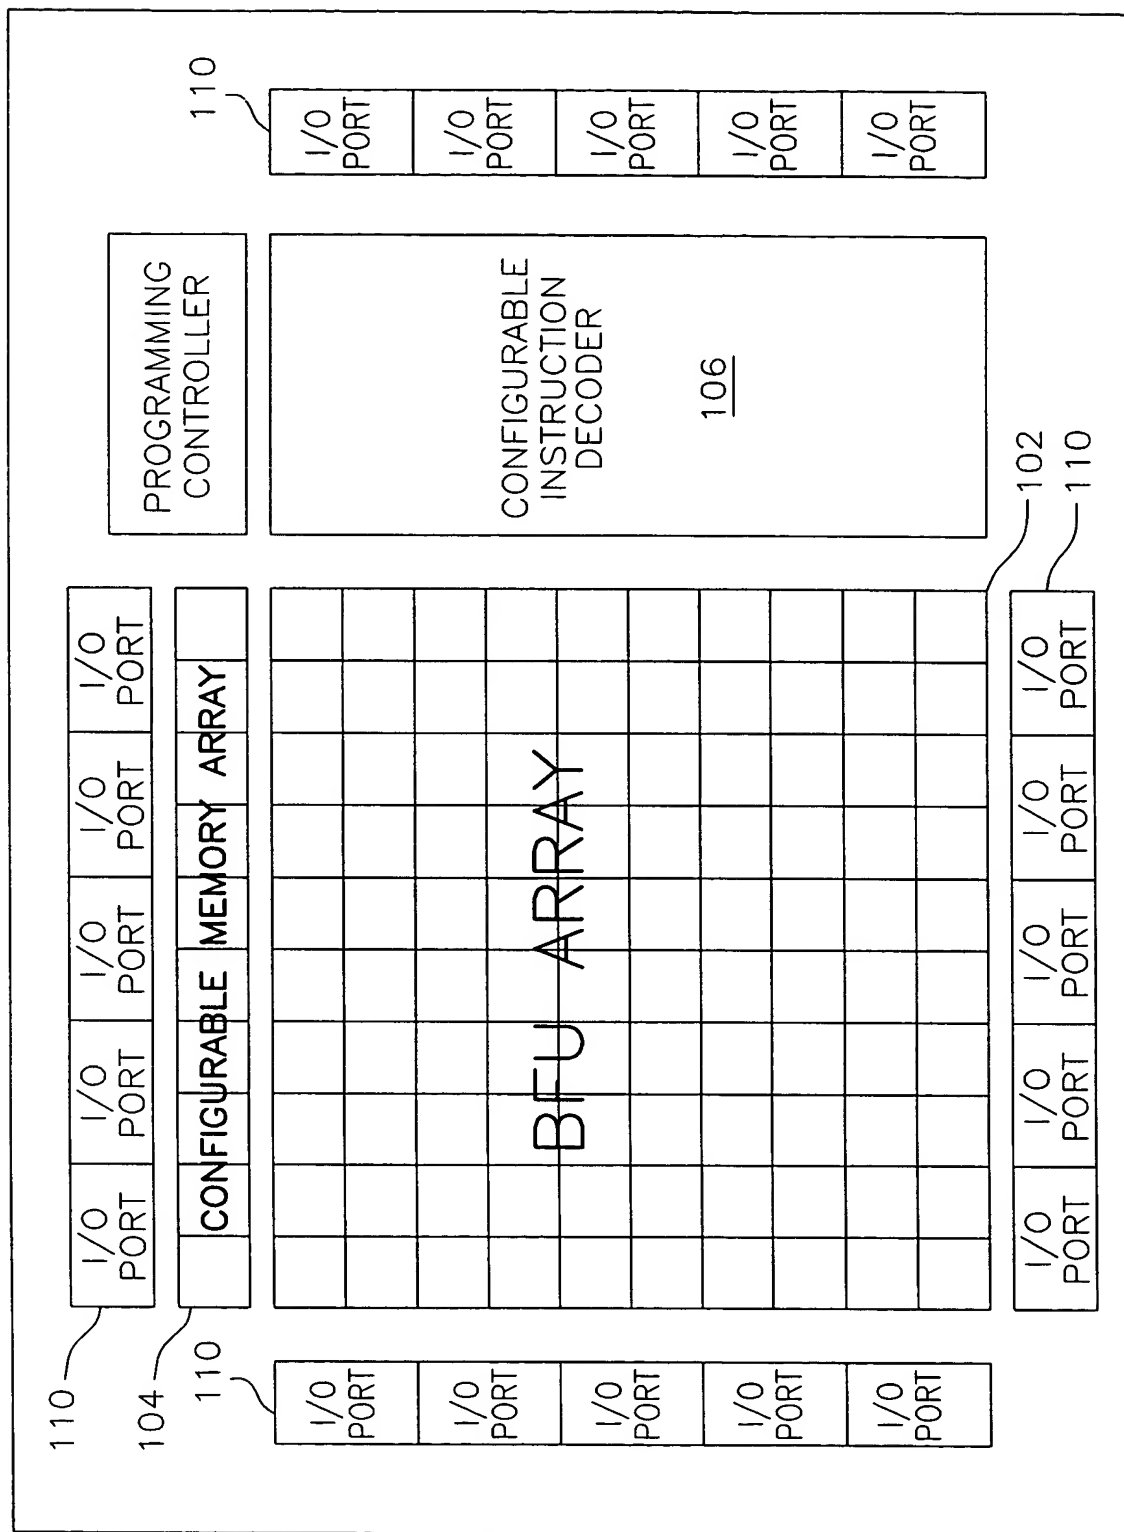 110
I/O
PORT
I/O
PORT
I/O
PORT
I/O
PORT
I/O
PORT
104
CONFIGURABLE MEMORY ARRAY
PROGRAMMING
CONTROLLER
110
I/O
PORT
I/O
PORT
I/O
PORT
I/O
PORT
I/O
PORT
BFU ARRAY
CONFIGURABLE
INSTRUCTION
DECODER
106
110
I/O
PORT
I/O
PORT
I/O
PORT
I/O
PORT
I/O
PORT
102
I/O
PORT
I/O
PORT
I/O
PORT
I/O
PORT
I/O
PORT
110